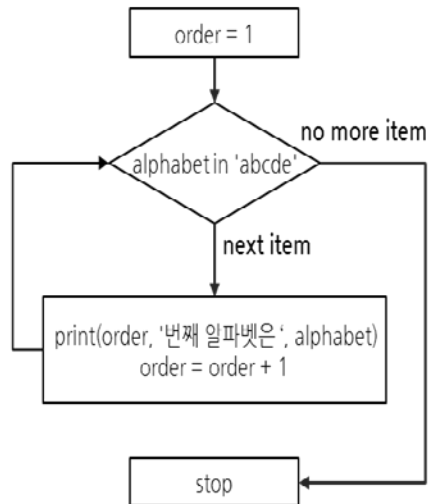 order = 1
no more item
alphabet in 'abcde'
next item
print(order, '번째 알파벳은 ‘, alphabet)
order = order + 1
stop